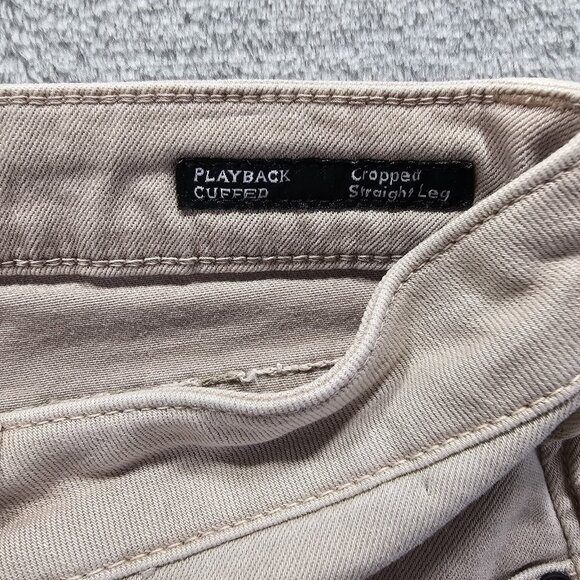 PLAYBACK
CUFFED
Cropped
Straight Leg